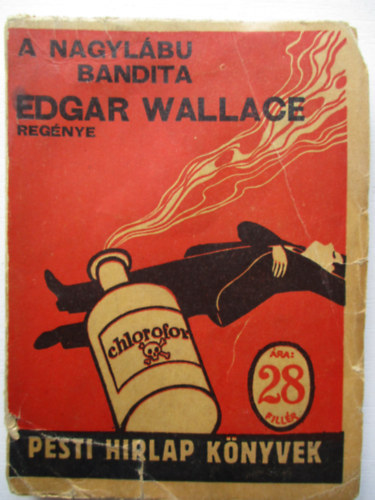 A NAGYLÁBU
BANDITA
EDGAR WALLACE
REGÉNYE
chlorofor
ÁRA:
28
FILLÉR
PESTI HIRLAP KÖNYVEK